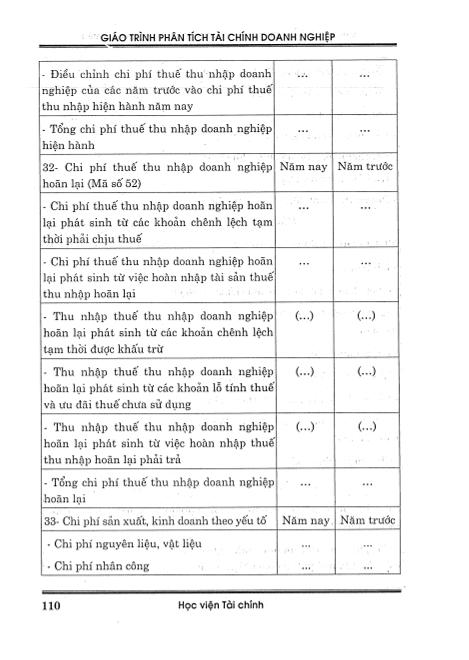 GIÁO TRÌNH PHÂN TÍCH TÀI CHÍNH DOANH NGHIỆP
- Điều chỉnh chi phí thuế thu nhập doanh
nghiệp của các năm trước vào chi phí thuế
thu nhập hiện hành năm nay
... ...
- Tổng chi phí thuế thu nhập doanh nghiệp
hiện hành
... ...
32- Chi phí thuế thu nhập doanh nghiệp
hoãn lại (Mã số 52)
Năm nay Năm trước
- Chi phí thuế thu nhập doanh nghiệp hoãn
lại phát sinh từ các khoản chênh lệch tạm
thời phải chịu thuế
... ...
- Chi phí thuế thu nhập doanh nghiệp hoãn
lại phát sinh từ việc hoàn nhập tài sản thuế
thu nhập hoãn lại
... ...
- Thu nhập thuế thu nhập doanh nghiệp
hoãn lại phát sinh từ các khoản chênh lệch
tạm thời được khấu trừ
(...) (...)
- Thu nhập thuế thu nhập doanh nghiệp
hoãn lại phát sinh từ các khoản lỗ tính thuế
và ưu đãi thuế chưa sử dụng
(...) (...)
- Thu nhập thuế thu nhập doanh nghiệp
hoãn lại phát sinh từ việc hoàn nhập thuế
thu nhập hoãn lại phải trả
(...) (...)
- Tổng chi phí thuế thu nhập doanh nghiệp
hoãn lại
... ...
33- Chi phí sản xuất, kinh doanh theo yếu tố Năm nay Năm trước
- Chi phí nguyên liệu, vật liệu ... ...
- Chi phí nhân công ... ...
110 Học viện Tài chính